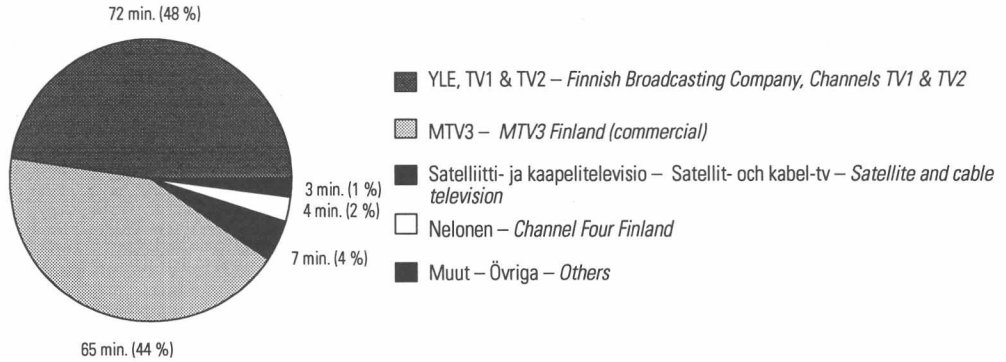 72 min. (48 %)
3 min. (1 %)
4 min. (2 %)
7 min. (4 %)
65 min. (44 %)
YLE, TV1 & TV2 – Finnish Broadcasting Company, Channels TV1 & TV2
MTV3 – MTV3 Finland (commercial)
Satelliitti- ja kaapelitelevisio – Satellit- och kabel-tv – Satellite and cable
television
Nelonen – Channel Four Finland
Muut – Övriga – Others